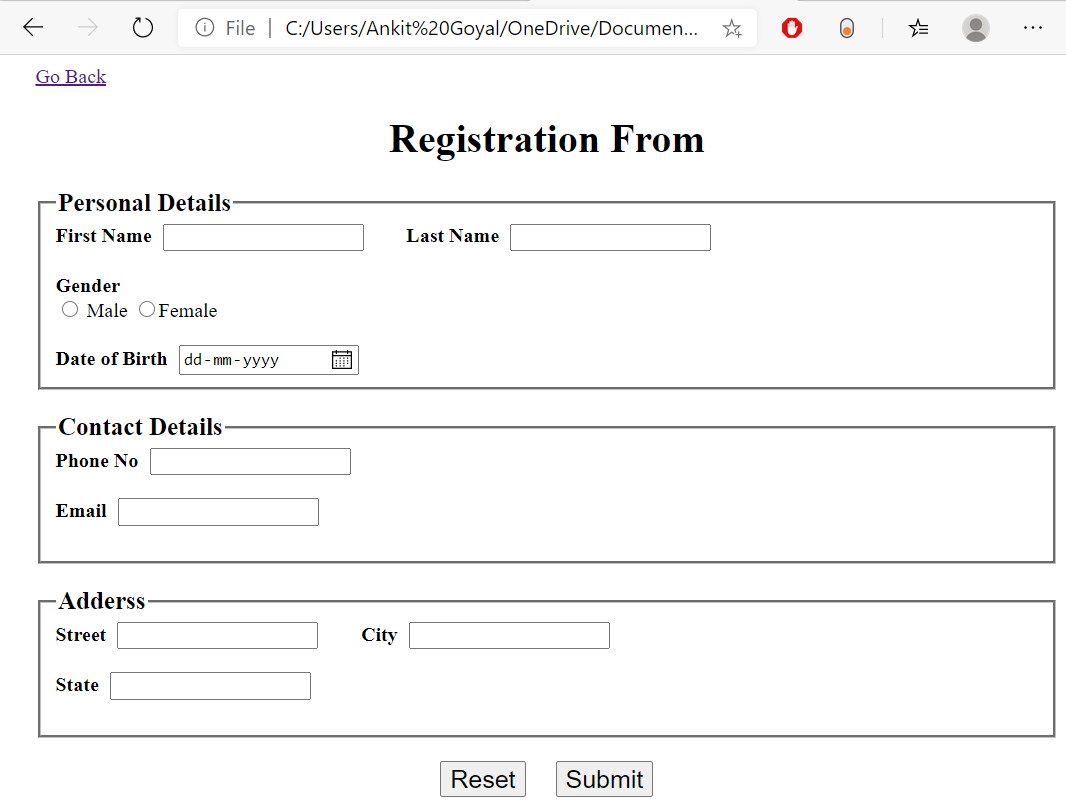 File | C:/Users/Ankit%20Goyal/OneDrive/Documen...
Go Back
Registration From
Personal Details
First Name Last Name
Gender
Male Female
Date of Birth dd-mm-yyyy
Contact Details
Phone No
Email
Adderss
Street City
State
Reset Submit